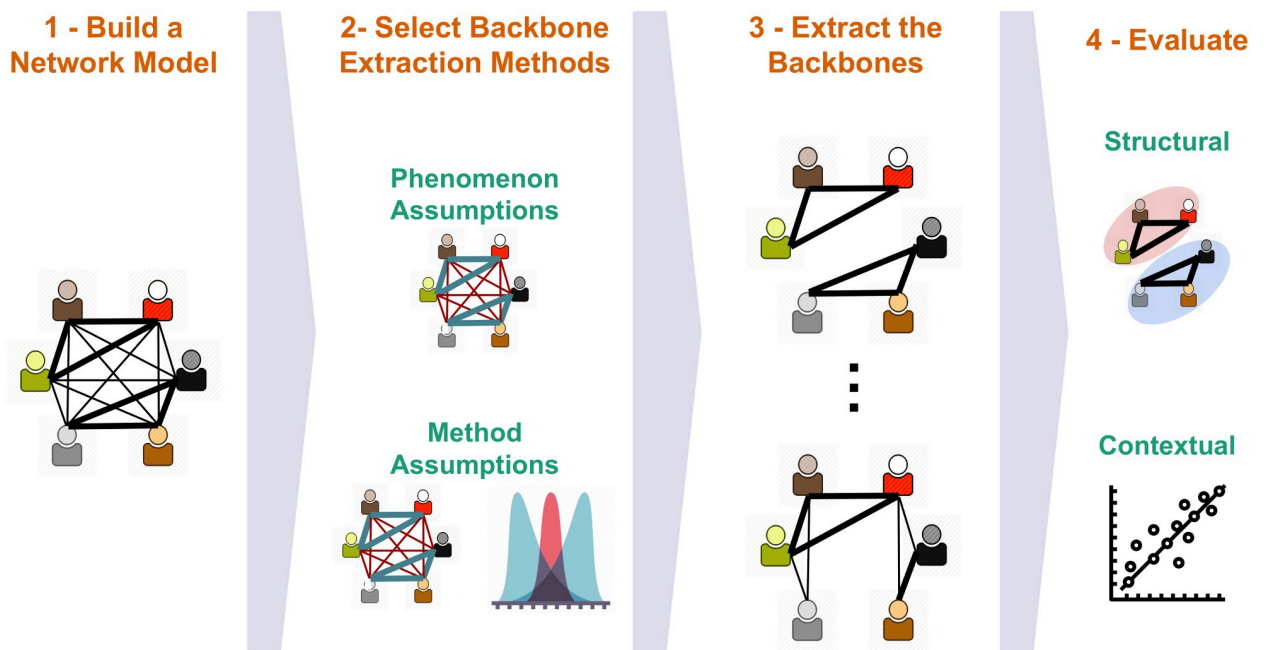 1 - Build a
Network Model
2- Select Backbone
Extraction Methods
Phenomenon
Assumptions
Method
Assumptions
3 - Extract the
Backbones
4 - Evaluate
Structural
Contextual